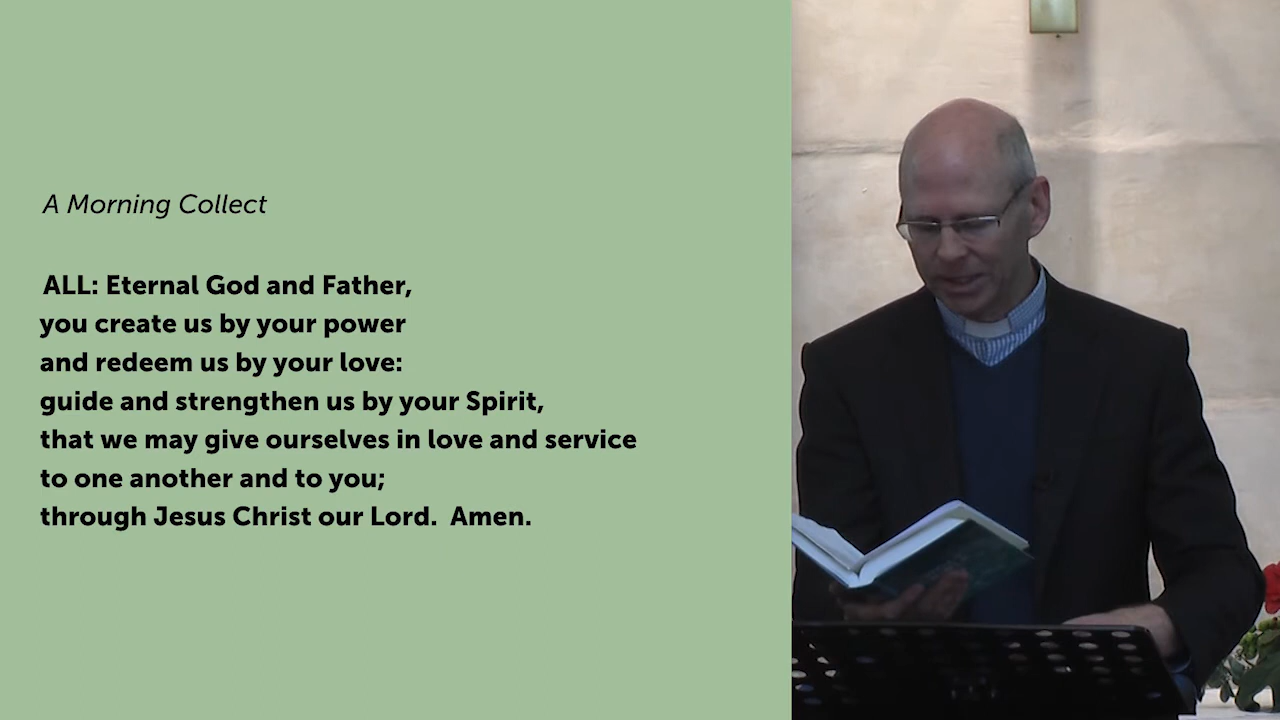 A Morning Collect
ALL: Eternal God and Father,
you create us by your power
and redeem us by your love:
guide and strengthen us by your Spirit,
that we may give ourselves in love and service
to one another and to you;
through Jesus Christ our Lord.  Amen.